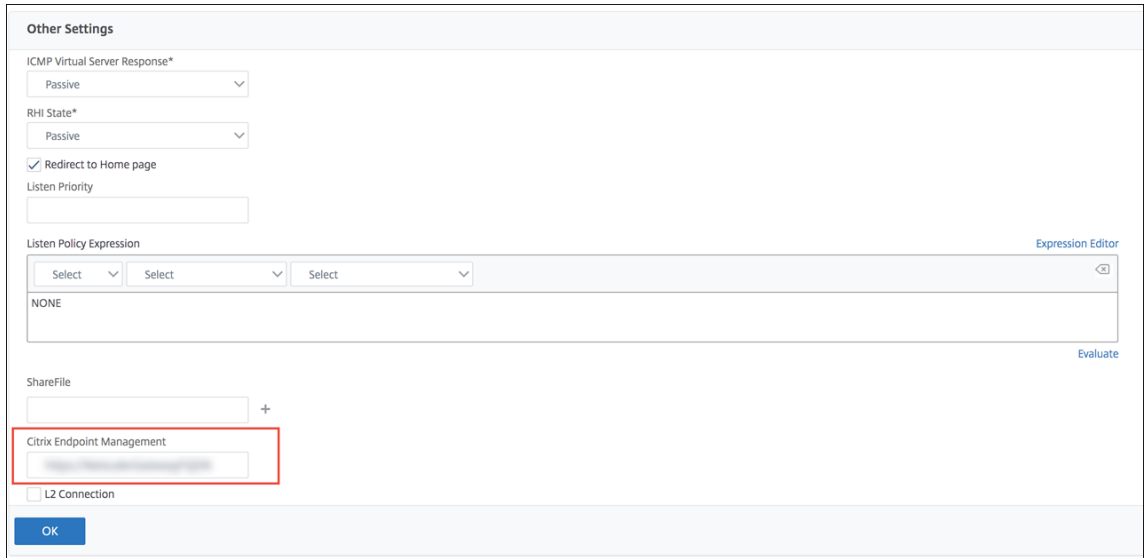 Other Settings
ICMP Virtual Server Response*
Passive
RHI State*
Passive
Redirect to Home page
Listen Priority
Listen Policy Expression Expression Editor
Select Select Select
NONE
Evaluate
ShareFile
+
Citrix Endpoint Management
L2 Connection
OK